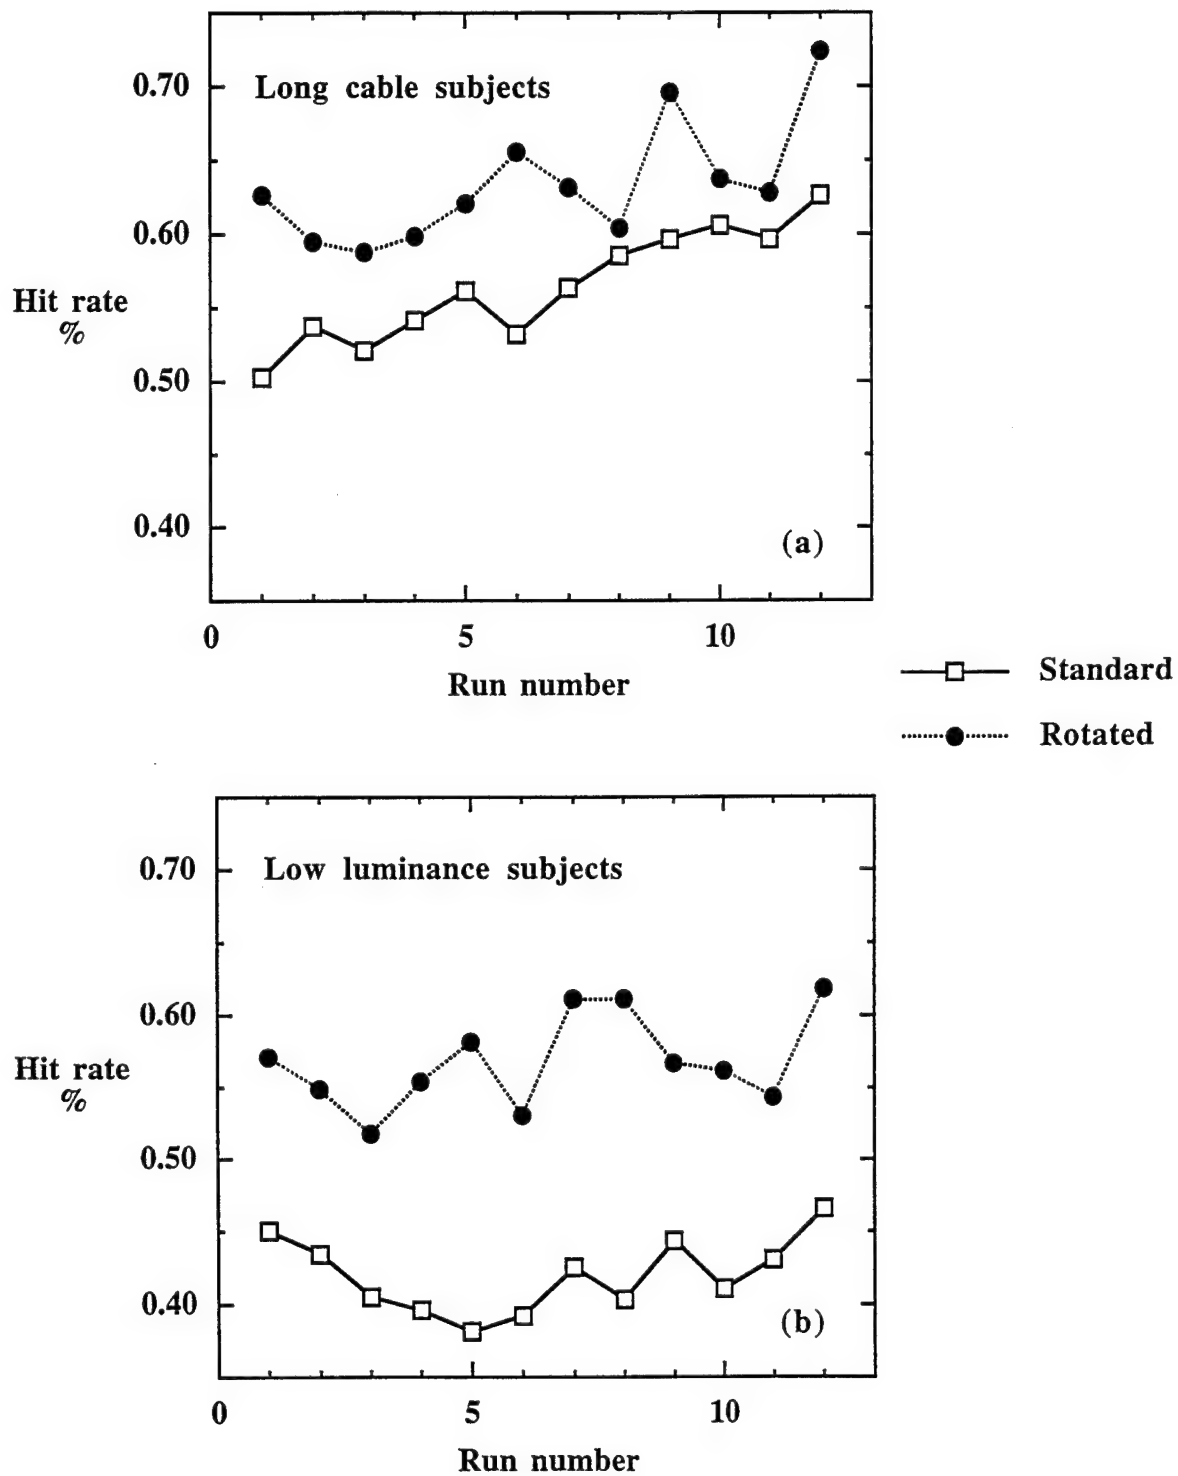 0.70
Long cable subjects
0.60
Hit rate
%
0.50
0.40
(a)
0 5 10
Run number
Standard
Rotated
0.70
Low luminance subjects
0.60
Hit rate
%
0.50
0.40
(b)
0 5 10
Run number